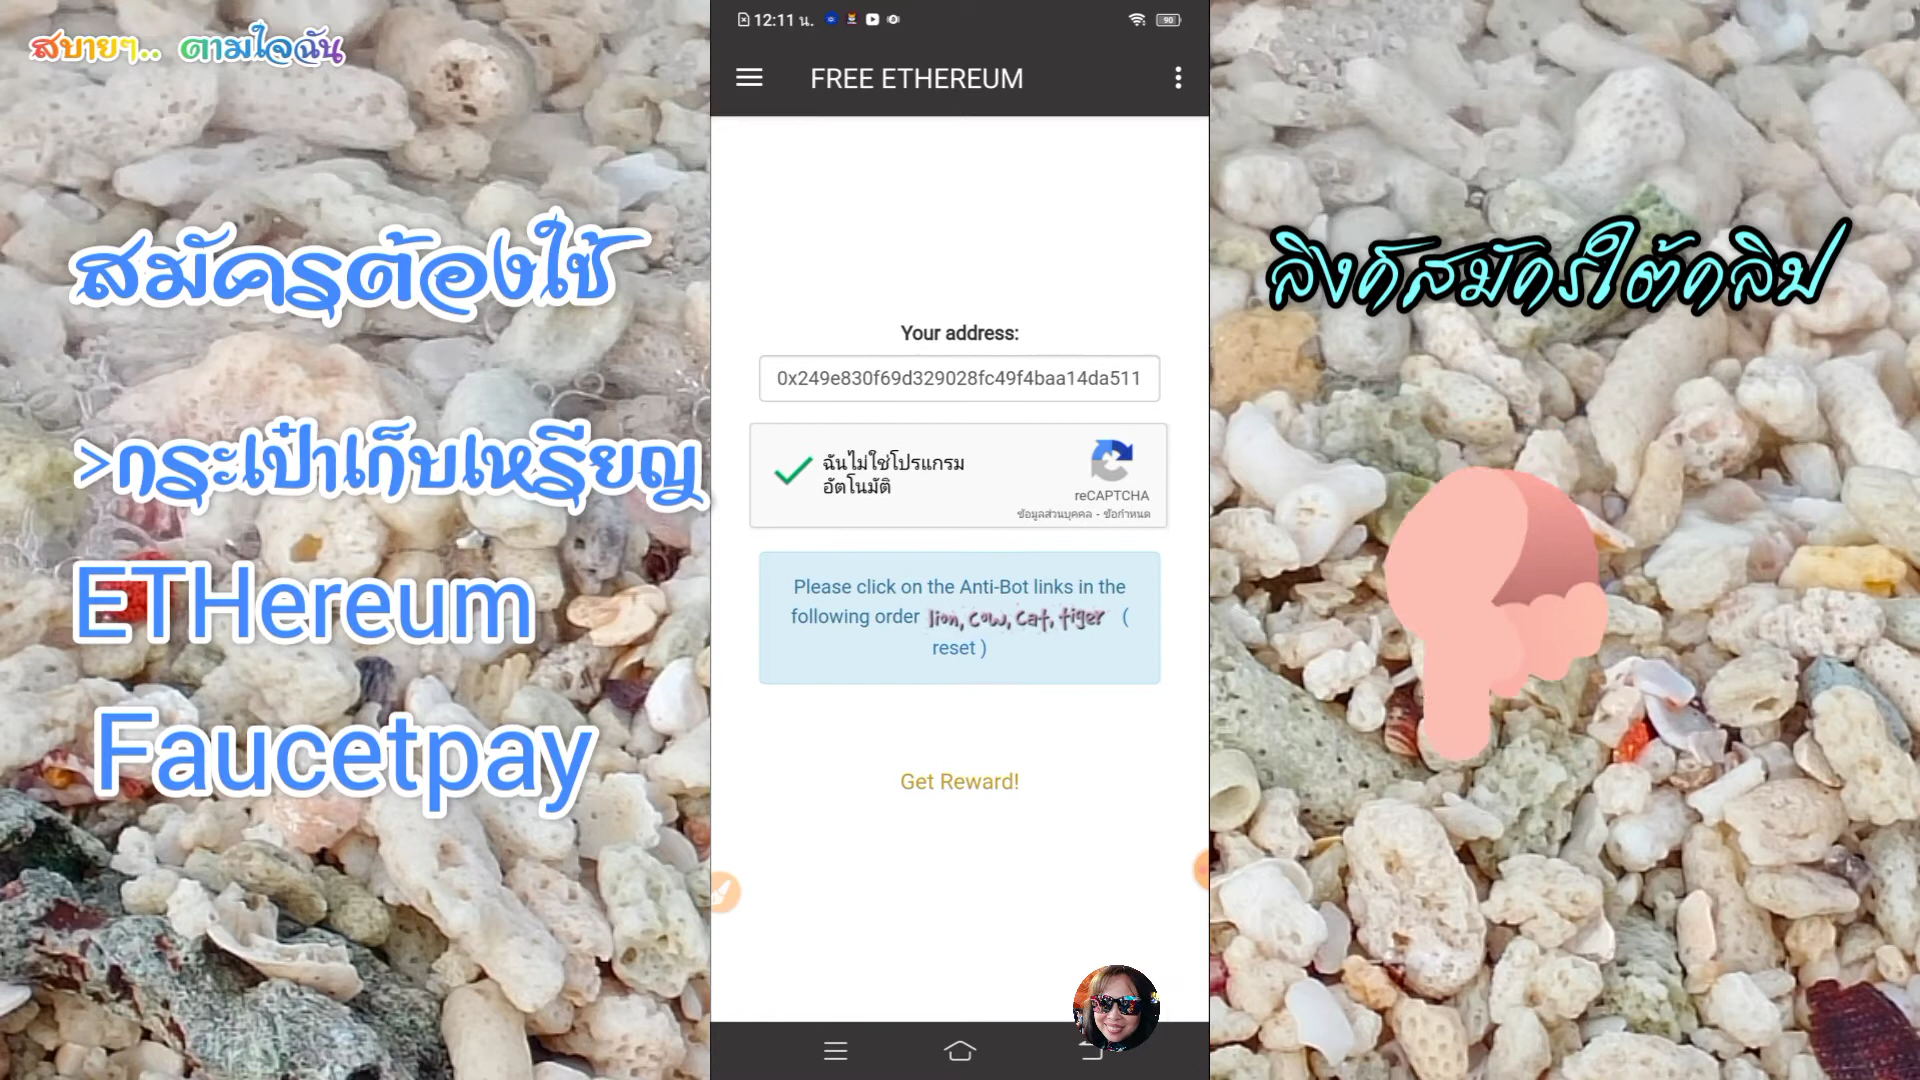 สบายๆ.. ตามใจฉัน
12:11 น.
90
FREE ETHEREUM
สมัครต้องใช้
>กระเป๋าเก็บเหรียญ
ETHereum
Faucetpay
Your address:
0x249e830f69d329028fc49f4baa14da511
ฉันไม่ใช่โปรแกรม
อัตโนมัติ
reCAPTCHA
ข้อมูลส่วนบุคคล - ข้อกำหนด
Please click on the Anti-Bot links in the
following order lion, cow, cat, tiger (
reset )
Get Reward!
ลิงค์สมัครใต้คลิป